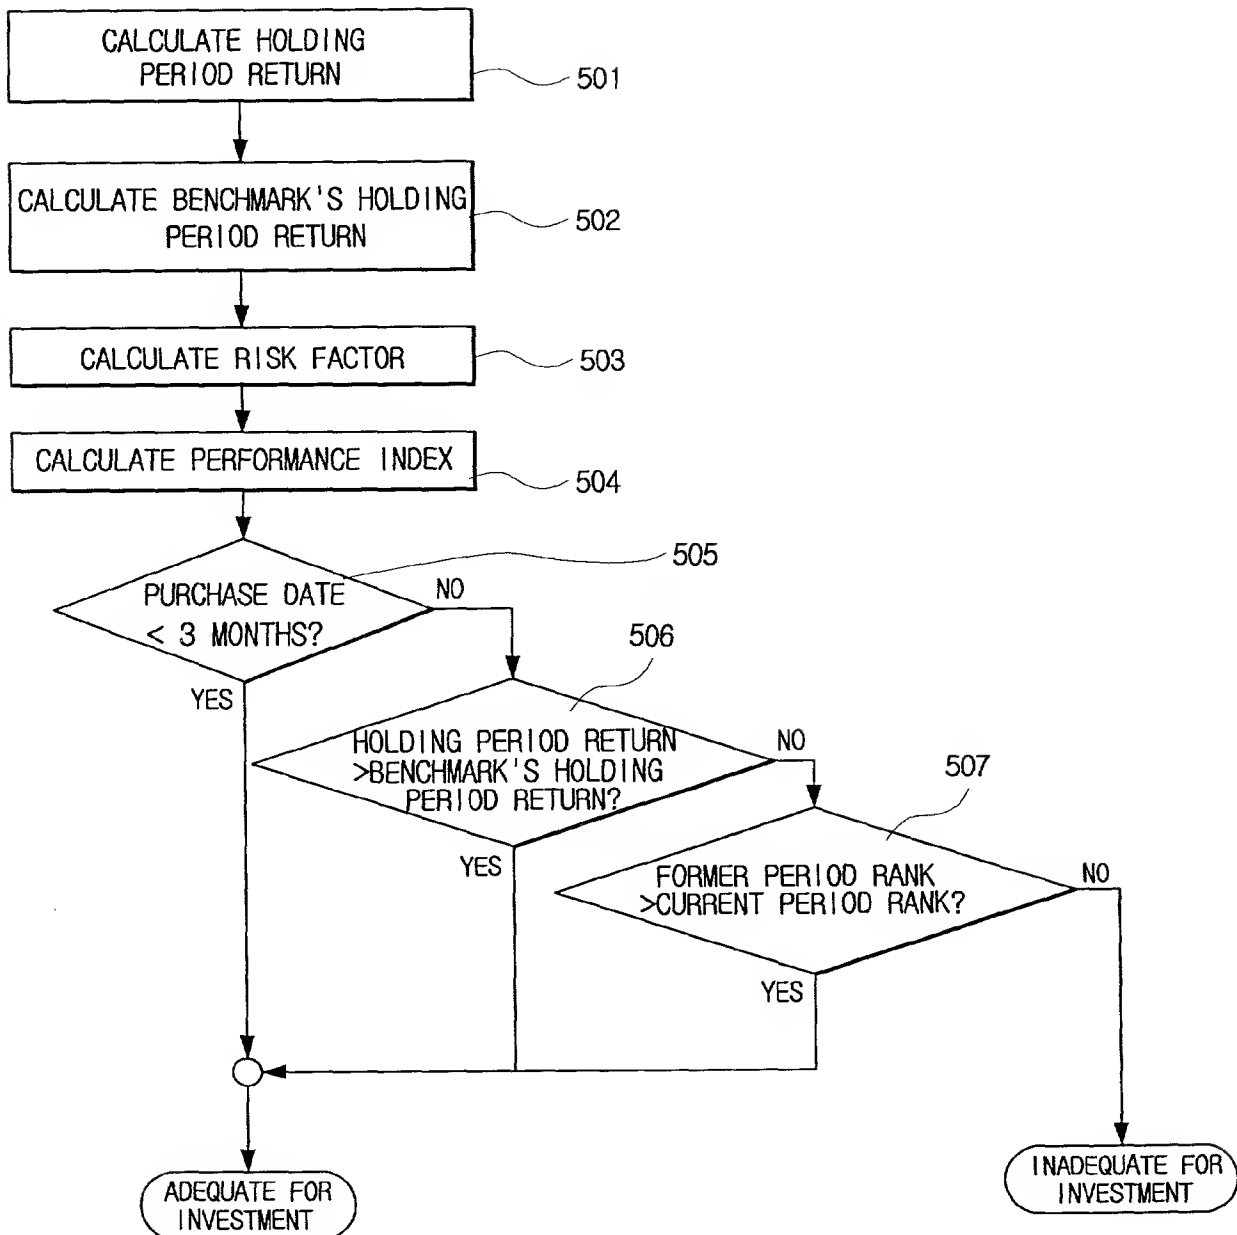 CALCULATE HOLDING
PERIOD RETURN
501
CALCULATE BENCHMARK'S HOLDING
PERIOD RETURN
502
CALCULATE RISK FACTOR
503
CALCULATE PERFORMANCE INDEX
504
505
PURCHASE DATE
< 3 MONTHS?
NO
YES
506
HOLDING PERIOD RETURN
>BENCHMARK'S HOLDING
PERIOD RETURN?
NO
YES
507
FORMER PERIOD RANK
>CURRENT PERIOD RANK?
NO
YES
ADEQUATE FOR
INVESTMENT
INADEQUATE FOR
INVESTMENT